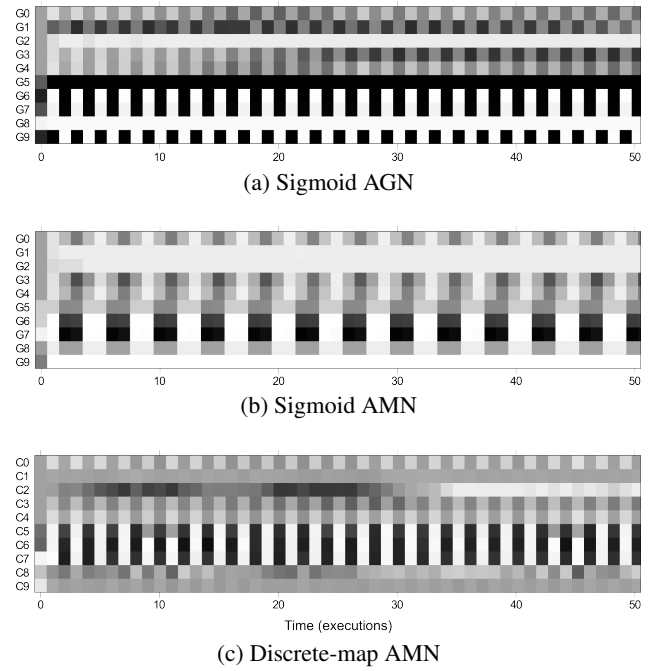 G0
G1
G2
G3
G4
G5
G6
G7
G8
G9
0 10 20 30 40 50
(a) Sigmoid AGN
G0
G1
G2
G3
G4
G5
G6
G7
G8
G9
0 10 20 30 40 50
(b) Sigmoid AMN
C0
C1
C2
C3
C4
C5
C6
C7
C8
C9
0 10 20 30 40 50
Time (executions)
(c) Discrete-map AMN